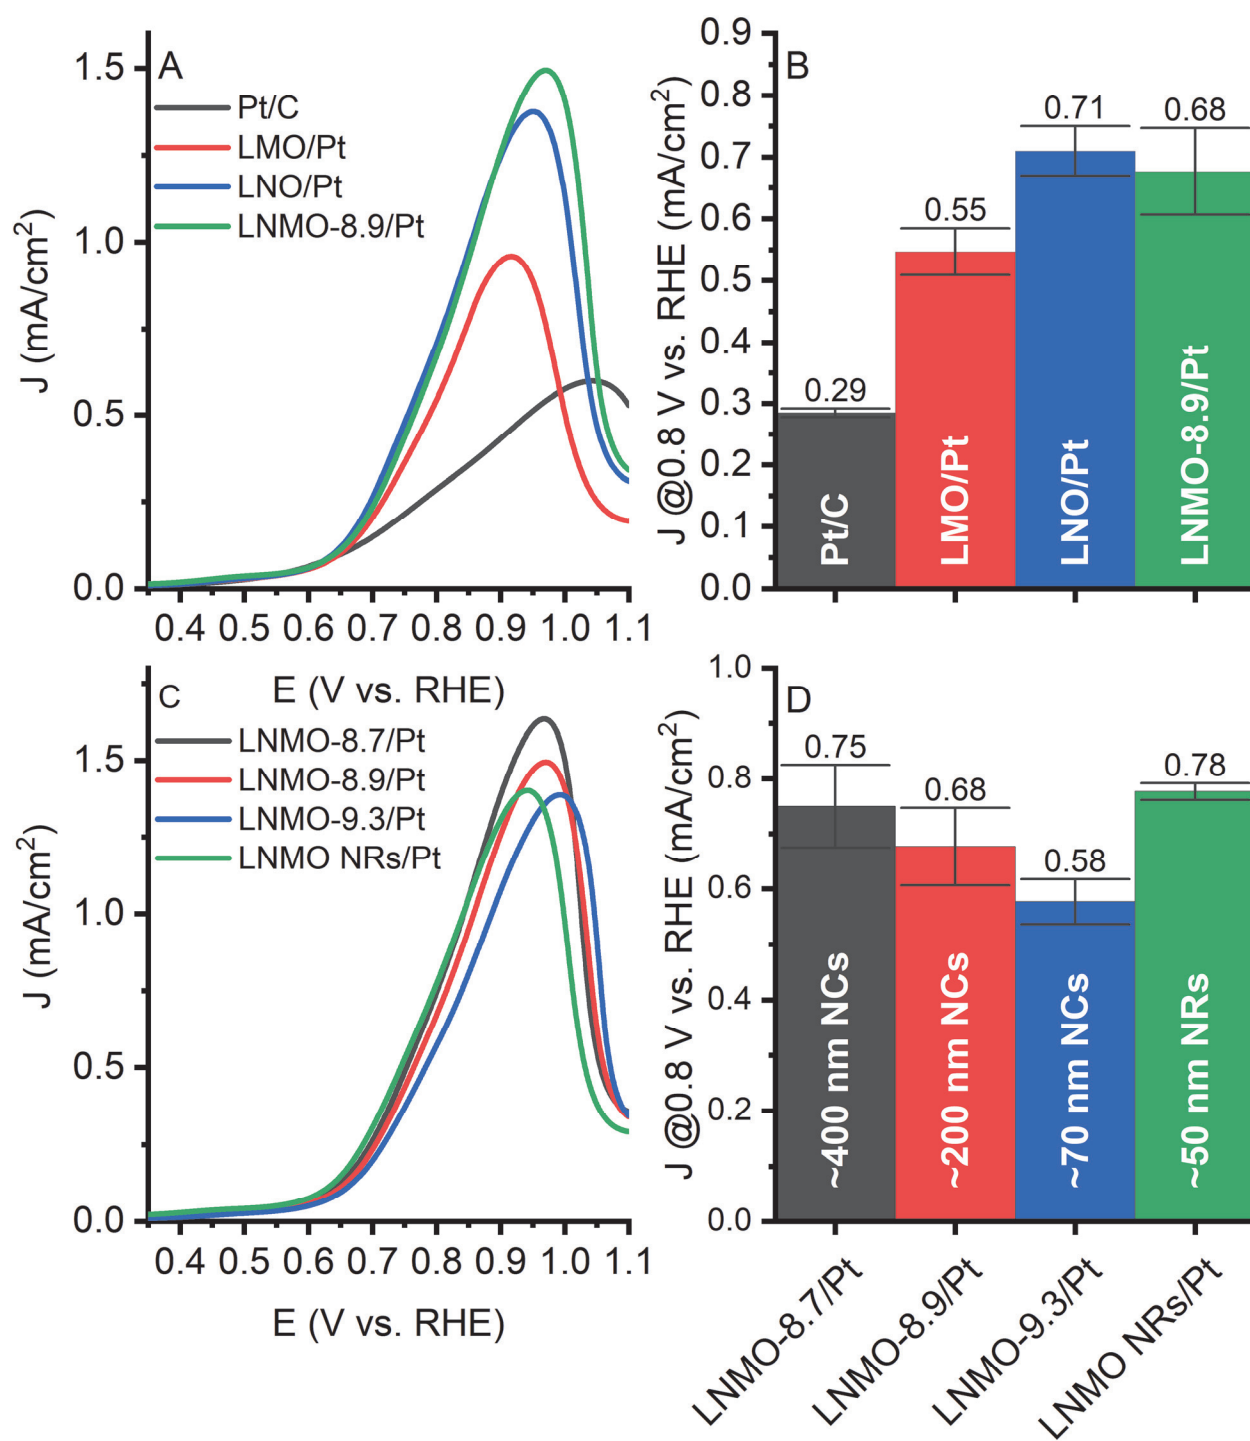 A
1.5
1.0
0.5
0.0
J (mA/cm²)
Pt/C
LMO/Pt
LNO/Pt
LNMO-8.9/Pt
0.4 0.5 0.6 0.7 0.8 0.9 1.0 1.1
E (V vs. RHE)
B
0.9
0.8
0.7
0.6
0.5
0.4
0.3
0.2
0.1
0.0
J @0.8 V vs. RHE (mA/cm²)
0.29
0.55
0.71
0.68
Pt/C
LMO/Pt
LNO/Pt
LNMO-8.9/Pt
C
1.5
1.0
0.5
0.0
J (mA/cm²)
LNMO-8.7/Pt
LNMO-8.9/Pt
LNMO-9.3/Pt
LNMO NRs/Pt
0.4 0.5 0.6 0.7 0.8 0.9 1.0 1.1
E (V vs. RHE)
D
1.0
0.8
0.6
0.4
0.2
0.0
J @0.8 V vs. RHE (mA/cm²)
0.75
0.68
0.58
0.78
~400 nm NCs
~200 nm NCs
~70 nm NCs
~50 nm NRs
LNMO-8.7/Pt
LNMO-8.9/Pt
LNMO-9.3/Pt
LNMO NRs/Pt